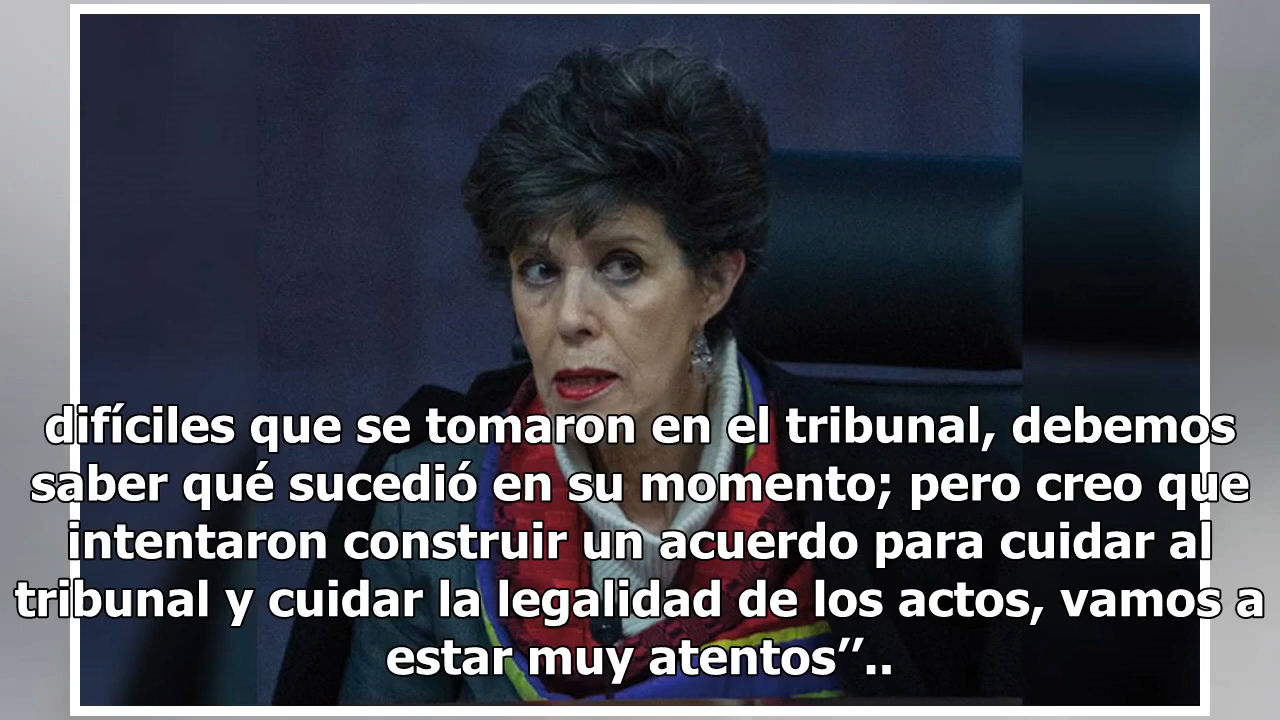 difíciles que se tomaron en el tribunal, debemos
saber qué sucedió en su momento; pero creo que
intentaron construir un acuerdo para cuidar al
tribunal y cuidar la legalidad de los actos, vamos a
estar muy atentos’’..